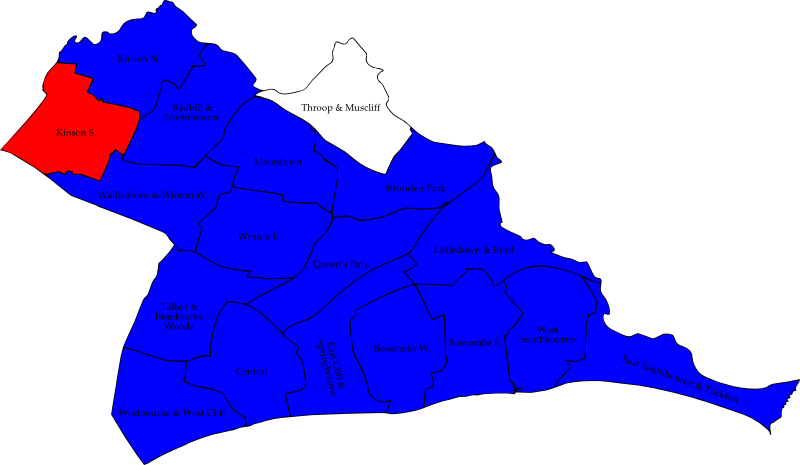 Kinson N.
Redhill &
Northbourne
Throop & Muscliff
Kinson S.
Moordown
Strouden Park
Wallisdown & Winton W.
Winton E.
Queen's Park
Littledown & Iford
Talbot &
Branksome
Woods
West
Southbourne
Boscombe E.
Boscombe W.
East Cliff &
Springbourne
Central
East Southbourne & Tuckton
Westbourne & West Cliff